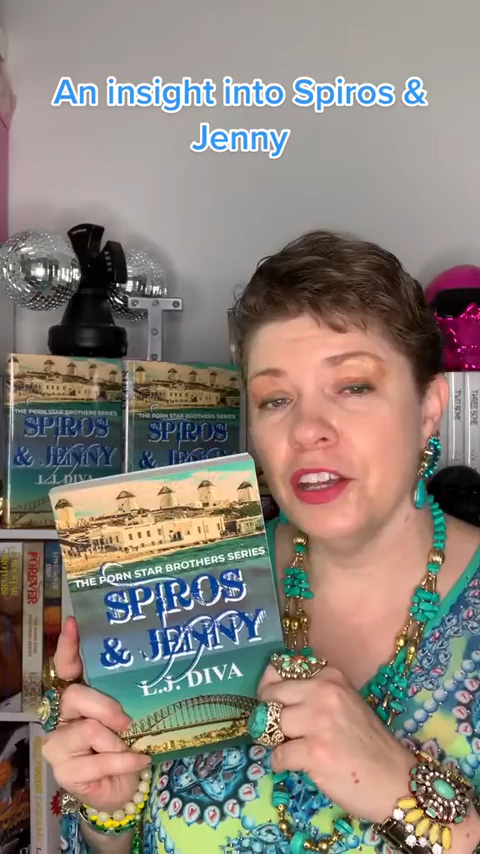 An insight into Spiros &
Jenny
THE PORN STAR BROTHERS SERIES
SPIROS
& JENNY
L.J. DIVA
THE PORN STAR BROTHERS SERIES
SPIROS
& JENNY
THE PORN STAR BROTHERS SERIES
SPIROS
& JENNY
L.J. DIVA
FOREVER